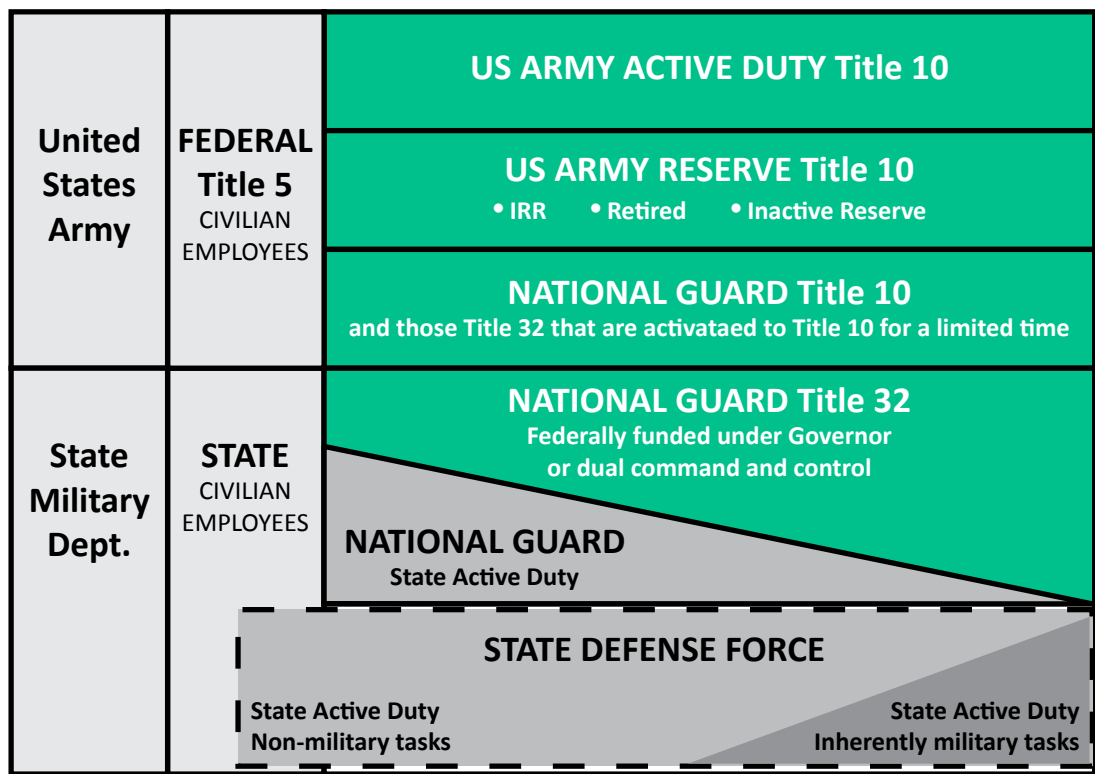 United
States
Army
FEDERAL
Title 5
CIVILIAN
EMPLOYEES
US ARMY ACTIVE DUTY Title 10
US ARMY RESERVE Title 10
• IRR • Retired • Inactive Reserve
NATIONAL GUARD Title 10
and those Title 32 that are activataed to Title 10 for a limited time
State
Military
Dept.
STATE
CIVILIAN
EMPLOYEES
NATIONAL GUARD Title 32
Federally funded under Governor
or dual command and control
NATIONAL GUARD
State Active Duty
STATE DEFENSE FORCE
State Active Duty
Non-military tasks
State Active Duty
Inherently military tasks